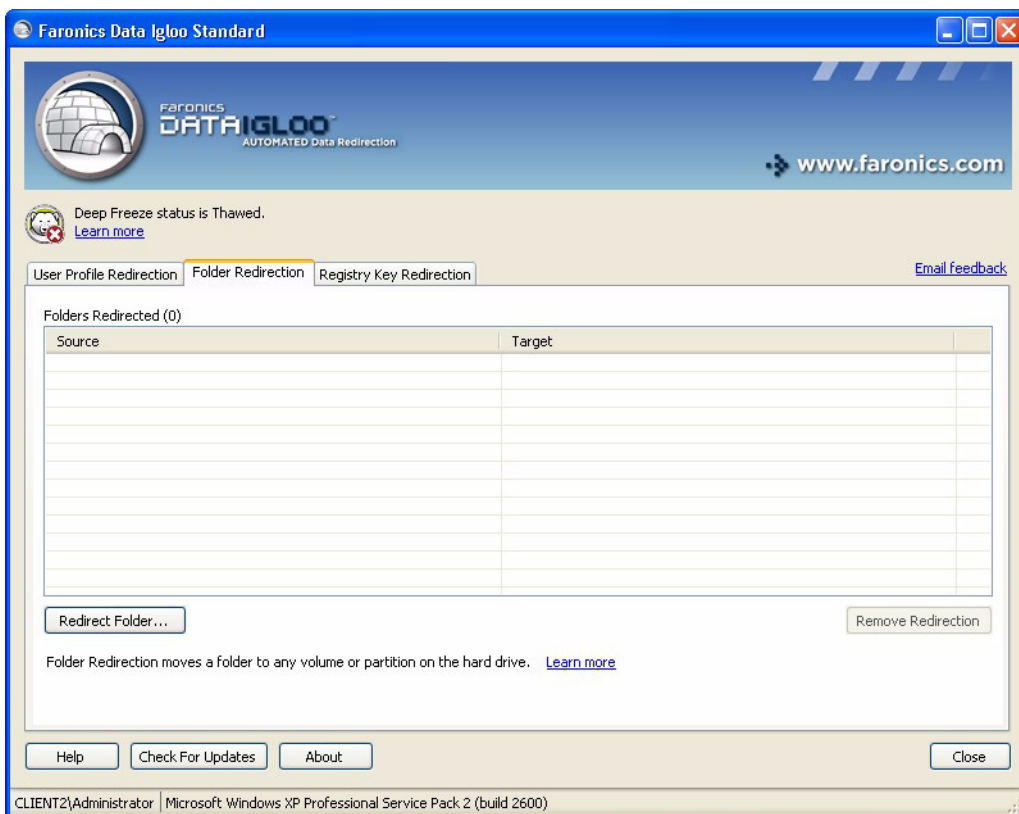 Faronics Data Igloo Standard
Faronics
DATAIGLOO™
AUTOMATED Data Redirection
www.faronics.com
Deep Freeze status is Thawed.
Learn more
User Profile Redirection Folder Redirection Registry Key Redirection Email feedback
Folders Redirected (0)
Source Target
Redirect Folder... Remove Redirection
Folder Redirection moves a folder to any volume or partition on the hard drive. Learn more
Help Check For Updates About Close
CLIENT2\Administrator Microsoft Windows XP Professional Service Pack 2 (build 2600)